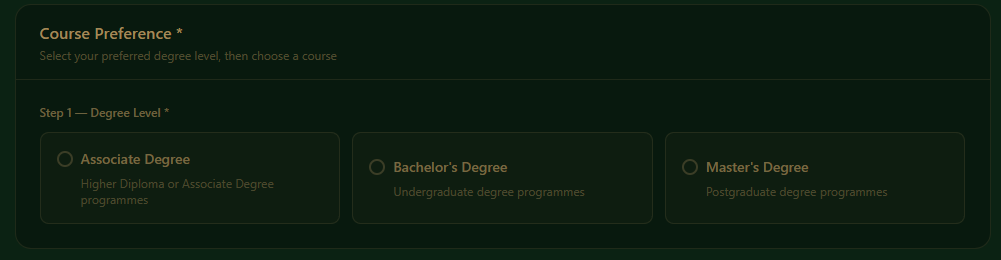 Course Preference *
Select your preferred degree level, then choose a course
Step 1 — Degree Level *
Associate Degree
Higher Diploma or Associate Degree
programmes
Bachelor's Degree
Undergraduate degree programmes
Master's Degree
Postgraduate degree programmes